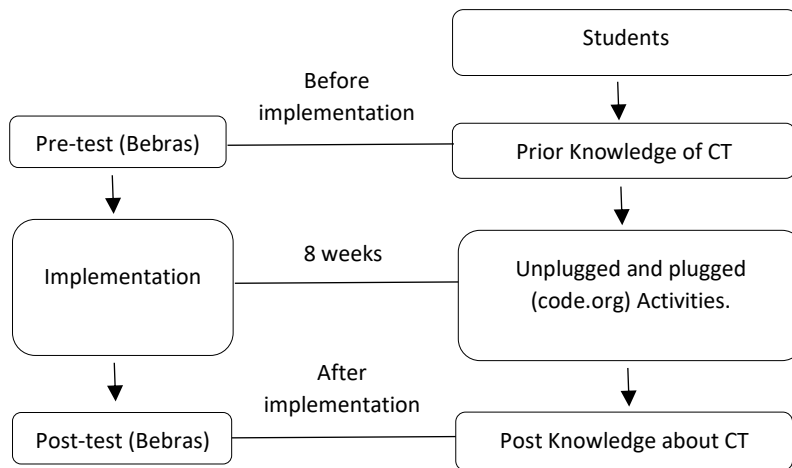 Students
Before
implementation
Pre-test (Bebras)
Prior Knowledge of CT
Implementation
8 weeks
Unplugged and plugged
(code.org) Activities.
After
implementation
Post-test (Bebras)
Post Knowledge about CT